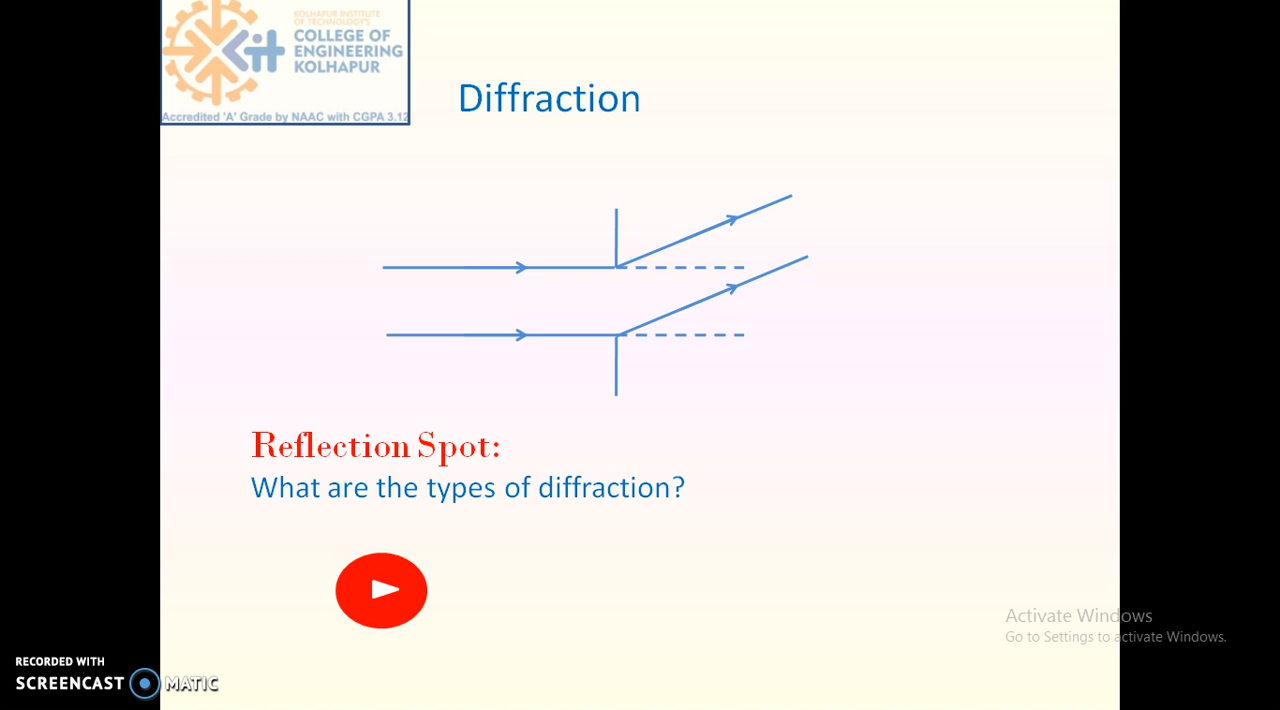 KOLHAPUR INSTITUTE
OF TECHNOLOGY'S
COLLEGE OF
ENGINEERING
KOLHAPUR
Accredited 'A' Grade by NAAC with CGPA 3.12
Diffraction
Reflection Spot:
What are the types of diffraction?
Activate Windows
Go to Settings to activate Windows.
RECORDED WITH
SCREENCAST MATIC